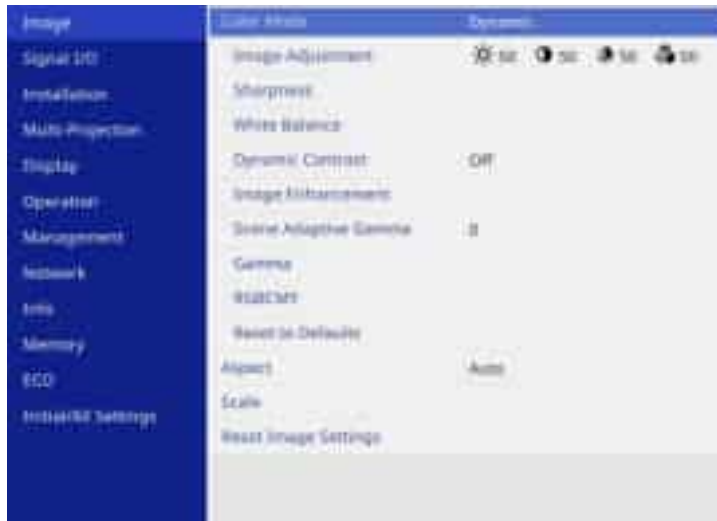 Image
Signal I/O
Installation
Multi-Projection
Display
Operation
Management
Network
Info.
Memory
ECO
Initial/All Settings
Color Mode Dynamic
Image Adjustment 50 50 50 50
Sharpness
White Balance
Dynamic Contrast Off
Image Enhancement
Scene Adaptive Gamma 0
Gamma
RGBCMY
Reset to Defaults
Aspect Auto
Scale
Reset Image Settings